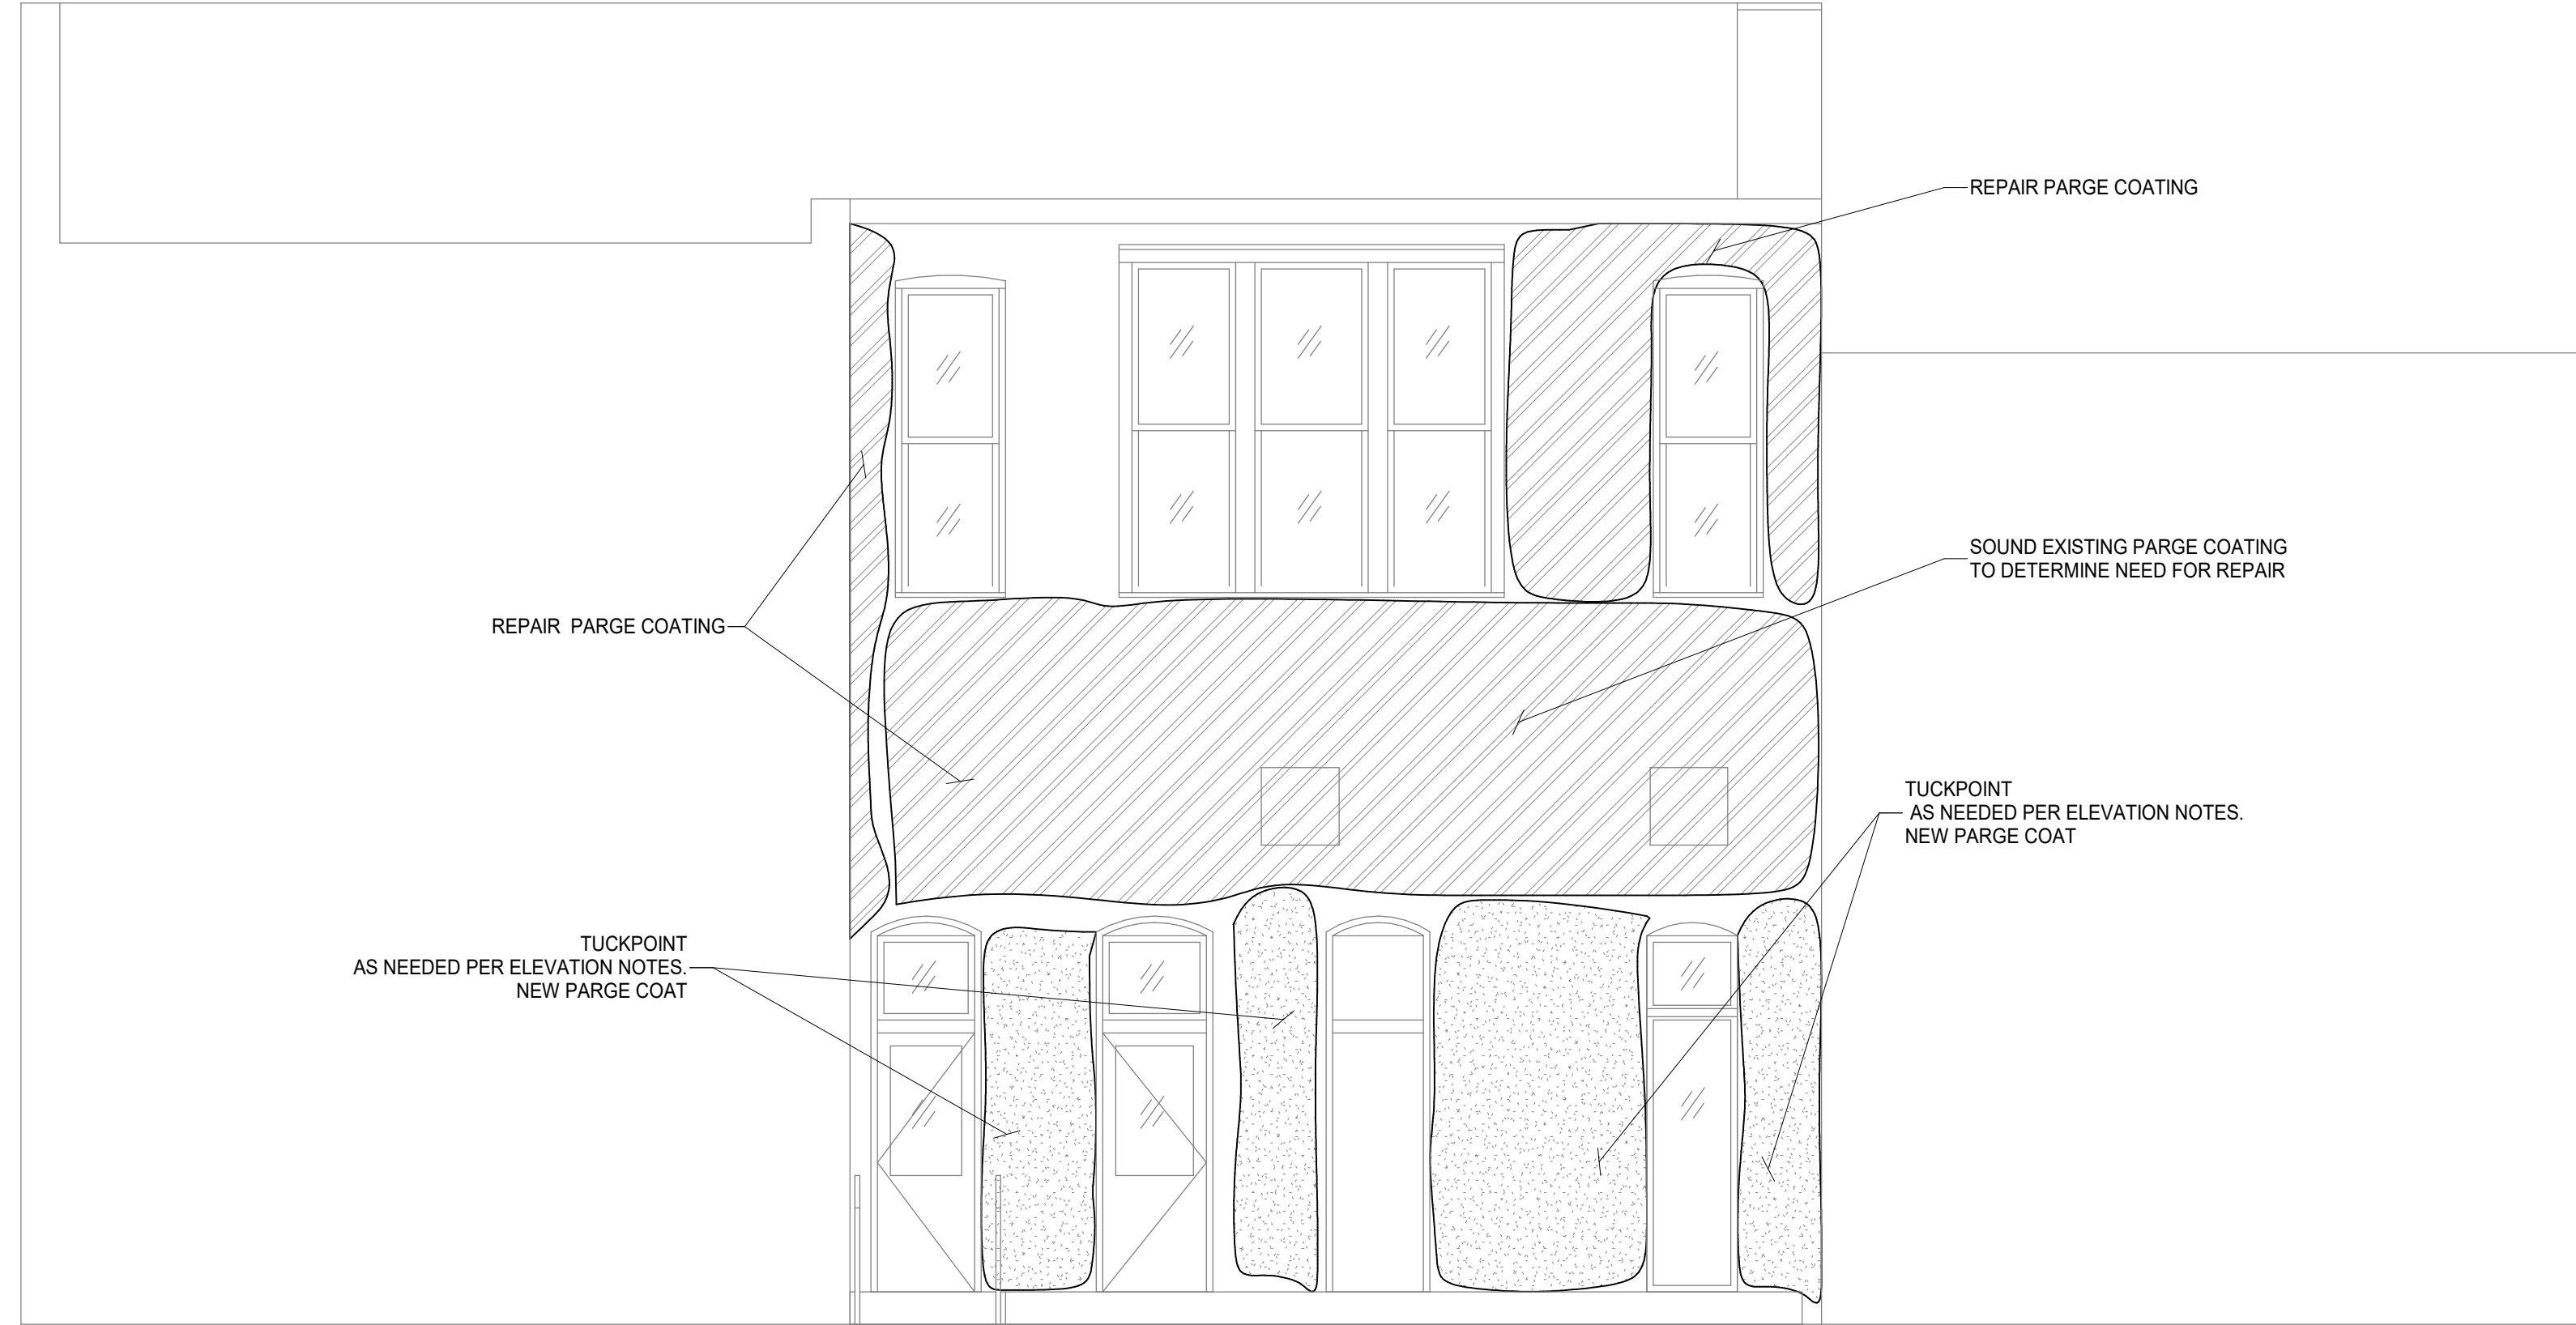 REPAIR PARGE COATING
SOUND EXISTING PARGE COATING
TO DETERMINE NEED FOR REPAIR
REPAIR  PARGE COATING
TUCKPOINT
AS NEEDED PER ELEVATION NOTES.
NEW PARGE COAT
TUCKPOINT
AS NEEDED PER ELEVATION NOTES.
NEW PARGE COAT